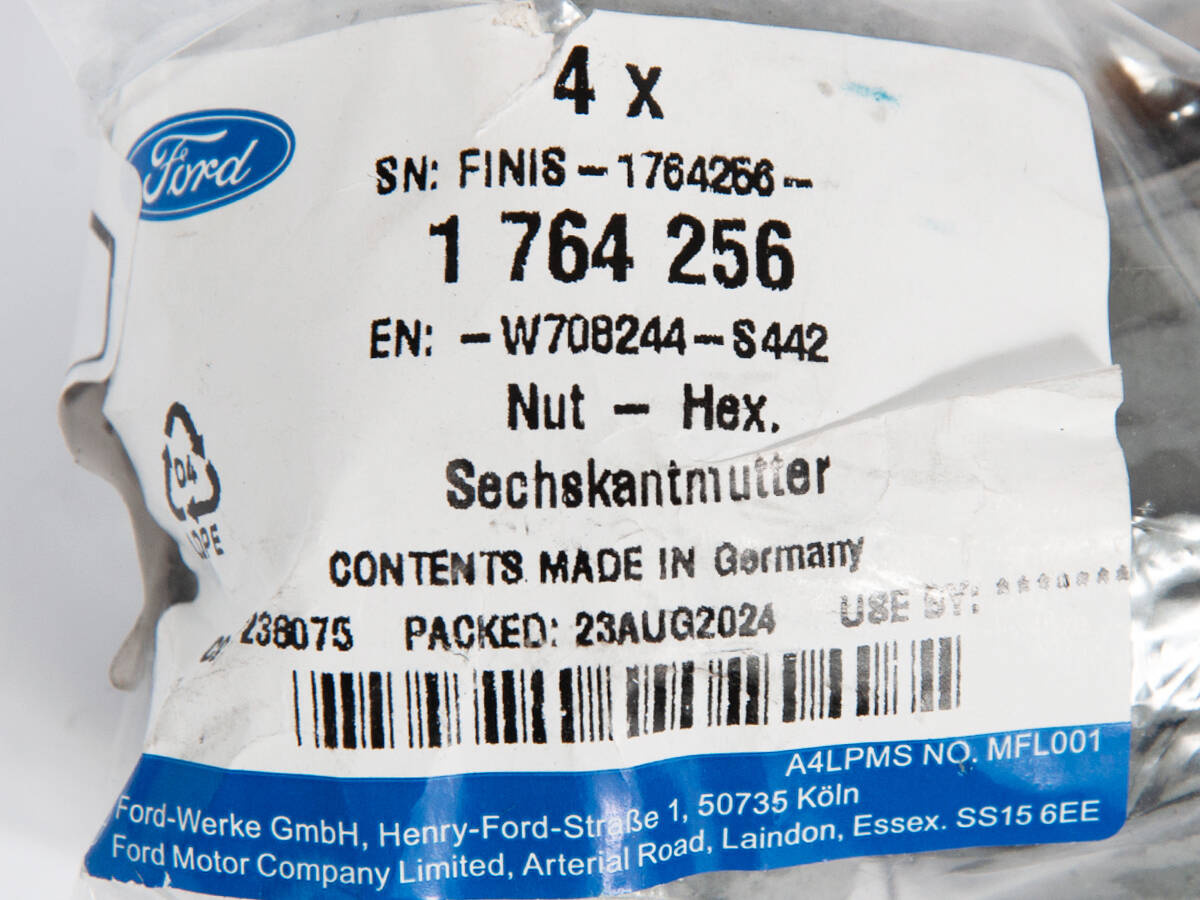 4 x
Ford
SN: FINIS - 1764256 -
1 764 256
EN: - W708244 - S442
Nut - Hex.
Sechskantmutter
04
CONTENTS MADE IN Germany
236075 PACKED: 23AUG2024 USE BY: ********
A4LPMS NO. MFL001
Ford-Werke GmbH, Henry-Ford-Straße 1, 50735 Köln
Ford Motor Company Limited, Arterial Road, Laindon, Essex. SS15 6EE